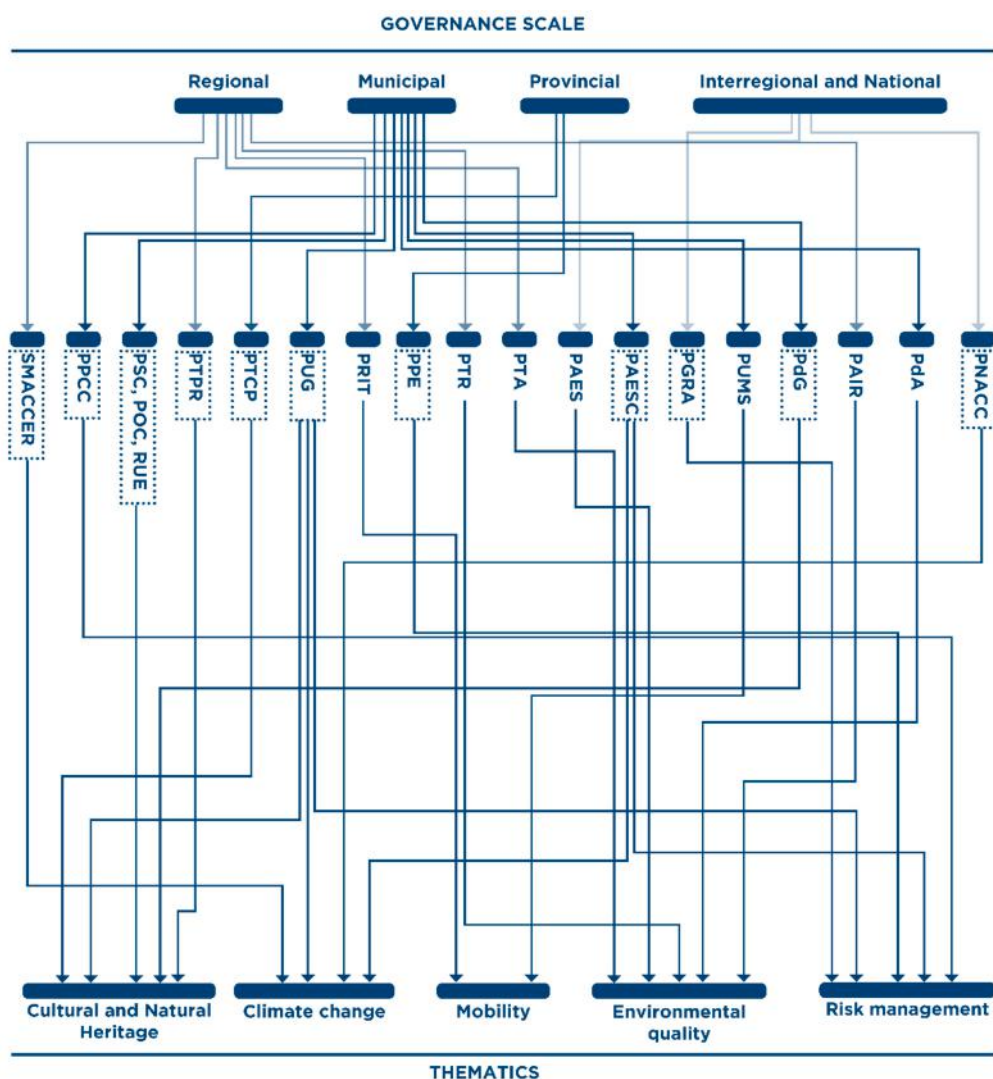 GOVERNANCE SCALE
Regional
Municipal
Provincial
Interregional and National
SMACCER
PPCC
PSC, POC, RUE
PTPR
PTCP
PUG
PRIT
PPE
PTR
PTA
PAES
PAESC
PGRA
PUMS
PdG
PAIR
PdA
PNACC
Cultural and Natural
Heritage
Climate change
Mobility
Environmental
quality
Risk management
THEMATICS